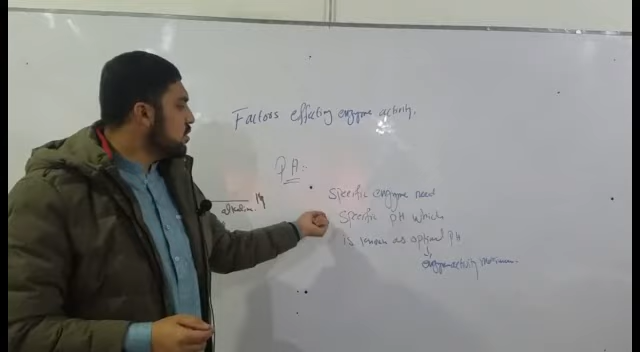 Factors effecting enzyme activity.
PH:-
Specific enzyme need
Specific pH which
is known as optimal pH
enzyme activity maximum.